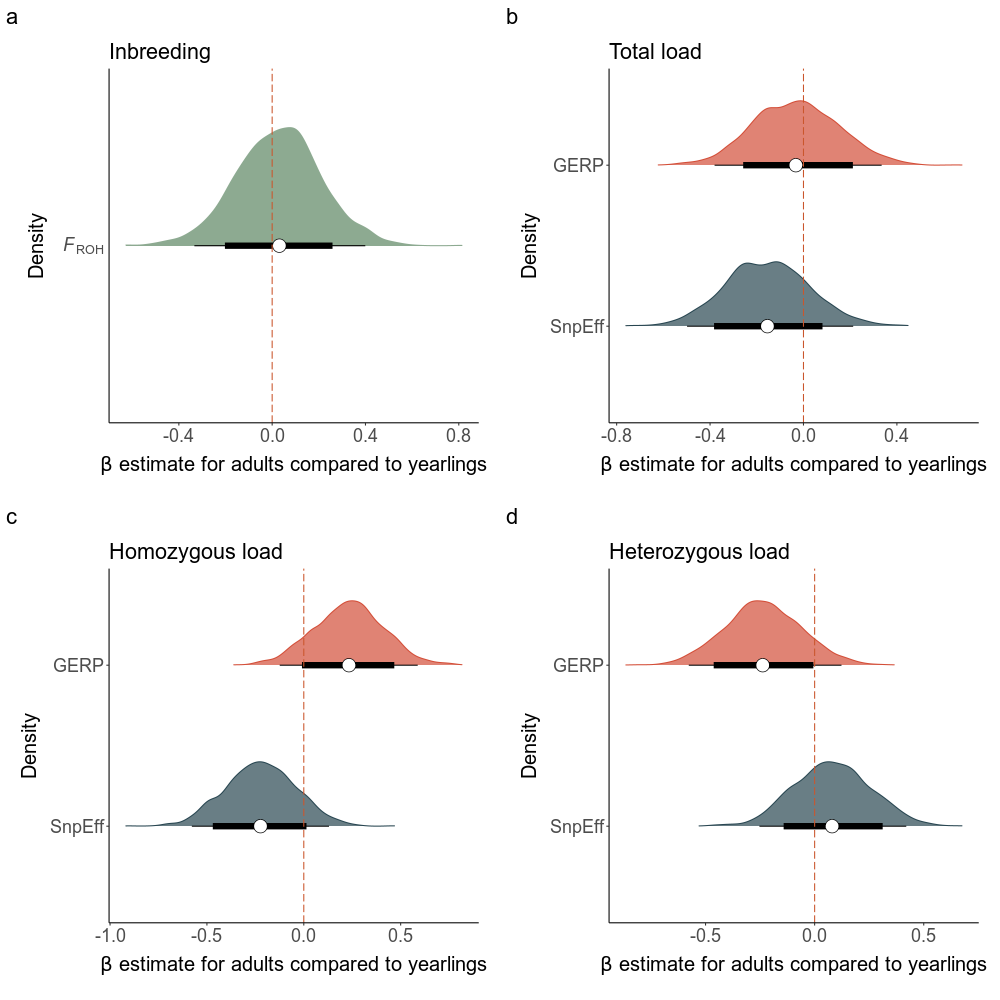 a
Inbreeding
Density
FROH
-0.4 0.0 0.4 0.8
β estimate for adults compared to yearlings
b
Total load
Density
GERP
SnpEff
-0.8 -0.4 0.0 0.4
β estimate for adults compared to yearlings
c
Homozygous load
Density
GERP
SnpEff
-1.0 -0.5 0.0 0.5
β estimate for adults compared to yearlings
d
Heterozygous load
Density
GERP
SnpEff
-0.5 0.0 0.5
β estimate for adults compared to yearlings